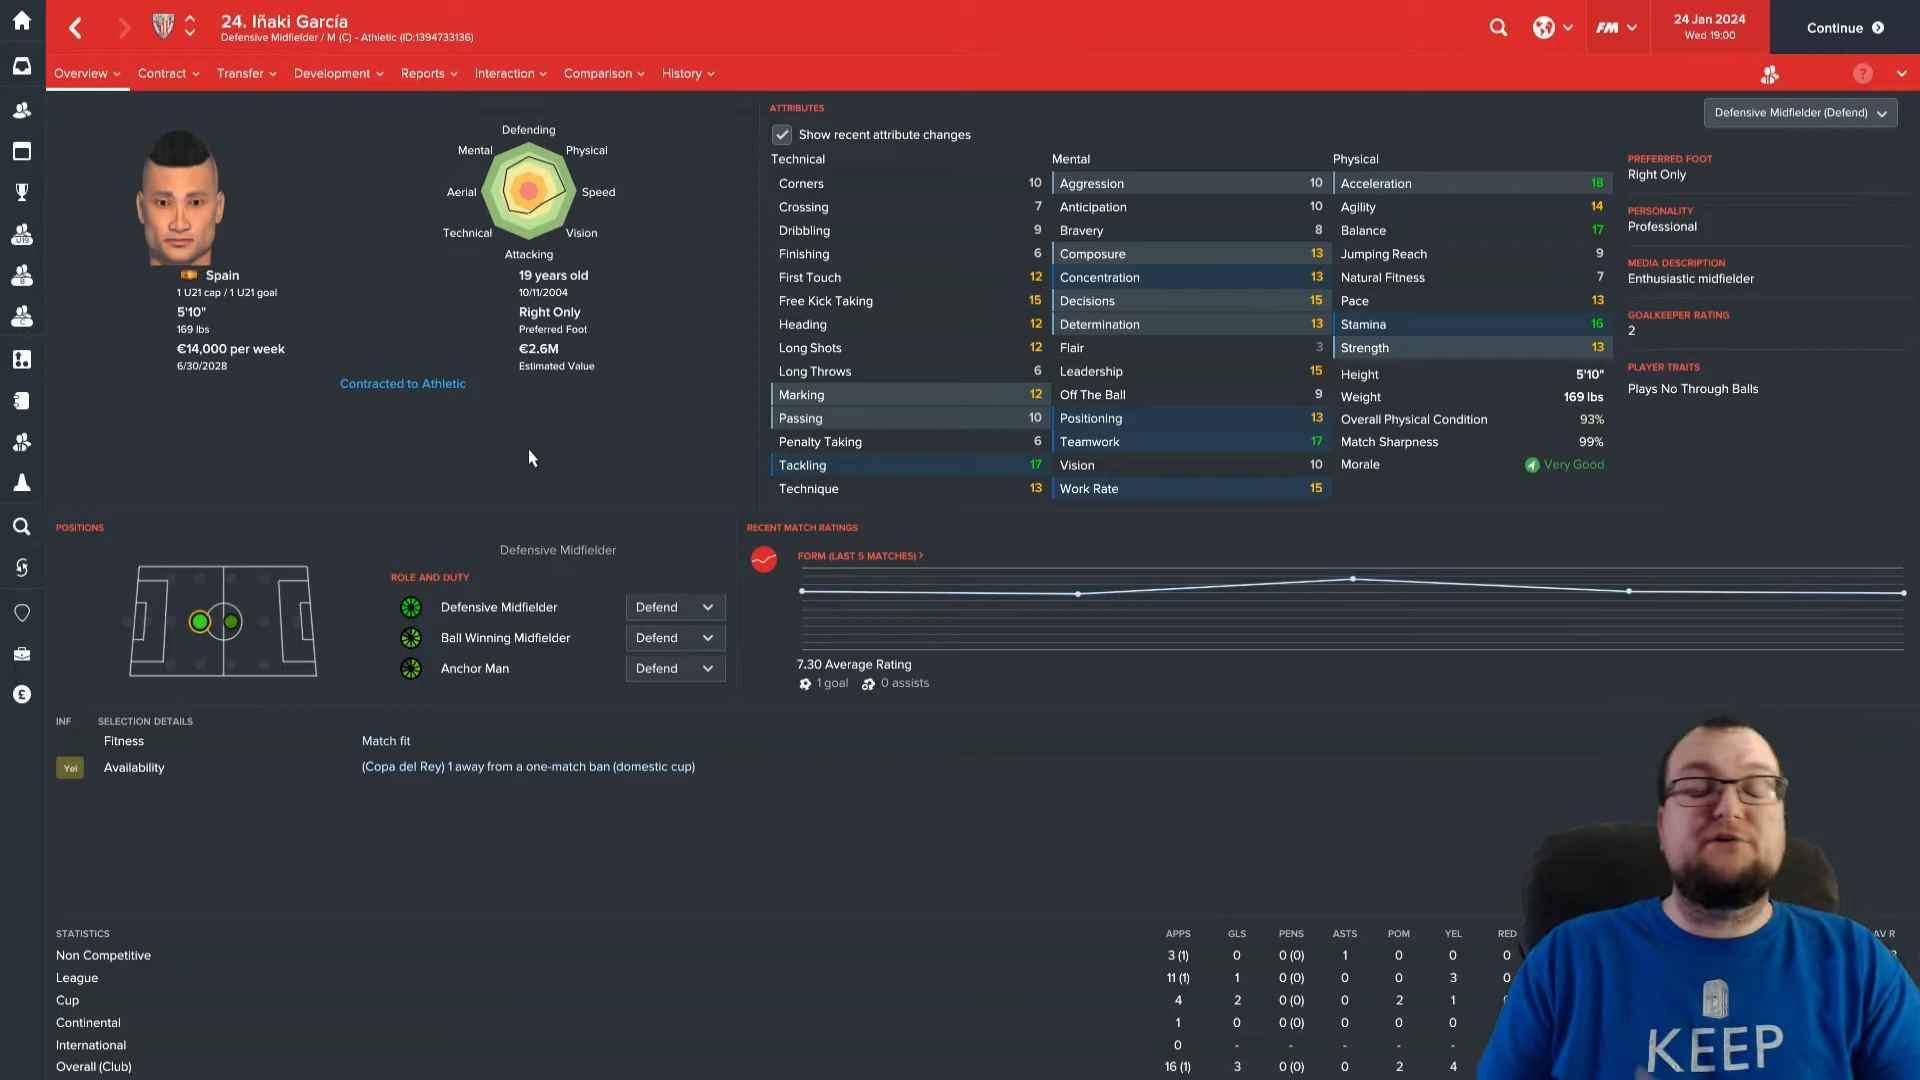 24. Iñaki García
Defensive Midfielder / M (C) - Athletic (ID:1394733136)
FM
24 Jan 2024
Wed 19:00
Continue
Overview Contract Transfer Development Reports Interaction Comparison History
?
Defending
Mental Physical
Aerial Speed
Technical Vision
Attacking
Spain
1 U21 cap / 1 U21 goal
5'10"
169 lbs
€14,000 per week
6/30/2028
19 years old
10/11/2004
Right Only
Preferred Foot
€2.6M
Estimated Value
Contracted to Athletic
ATTRIBUTES
Defensive Midfielder (Defend)
Show recent attribute changes
Technical
Corners 10
Crossing 7
Dribbling 9
Finishing 6
First Touch 12
Free Kick Taking 15
Heading 12
Long Shots 12
Long Throws 6
Marking 12
Passing 10
Penalty Taking 6
Tackling 17
Technique 13
Mental
Aggression 10
Anticipation 10
Bravery 8
Composure 13
Concentration 13
Decisions 15
Determination 13
Flair 3
Leadership 15
Off The Ball 9
Positioning 13
Teamwork 17
Vision 10
Work Rate 15
Physical
Acceleration 18
Agility 14
Balance 17
Jumping Reach 9
Natural Fitness 7
Pace 13
Stamina 16
Strength 13
Height 5'10"
Weight 169 lbs
Overall Physical Condition 93%
Match Sharpness 99%
Morale Very Good
PREFERRED FOOT
Right Only
PERSONALITY
Professional
MEDIA DESCRIPTION
Enthusiastic midfielder
GOALKEEPER RATING
2
PLAYER TRAITS
Plays No Through Balls
U19
B
C
£
POSITIONS
Defensive Midfielder
ROLE AND DUTY
Defensive Midfielder Defend
Ball Winning Midfielder Defend
Anchor Man Defend
RECENT MATCH RATINGS
FORM (LAST 5 MATCHES) >
7.30 Average Rating
1 goal 0 assists
INF SELECTION DETAILS
Fitness Match fit
Yel Availability (Copa del Rey) 1 away from a one-match ban (domestic cup)
STATISTICS APPS GLS PENS ASTS POM YEL RED AV R
Non Competitive 3 (1) 0 0 (0) 1 0 0 0
League 11 (1) 1 0 (0) 0 0 3 0
Cup 4 2 0 (0) 0 2 1
Continental 1 0 0 (0) 0 0 0
International 0 - - - - -
Overall (Club) 16 (1) 3 0 (0) 0 2 4
KEEP